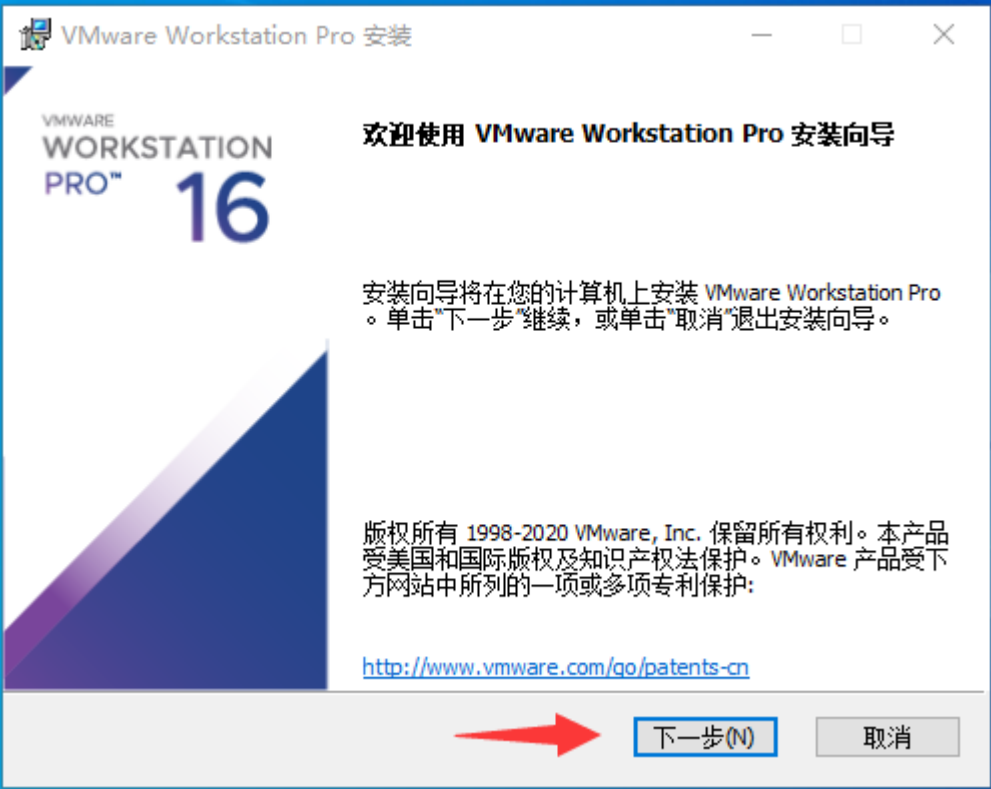 VMware Workstation Pro 安装
VMWARE
WORKSTATION
PRO™ 16
欢迎使用 VMware Workstation Pro 安装向导
安装向导将在您的计算机上安装 VMware Workstation Pro
。单击"下一步"继续，或单击"取消"退出安装向导。
版权所有 1998-2020 VMware, Inc. 保留所有权利。本产品
受美国和国际版权及知识产权法保护。VMware 产品受下
方网站中所列的一项或多项专利保护:
http://www.vmware.com/go/patents-cn
下一步(N)
取消